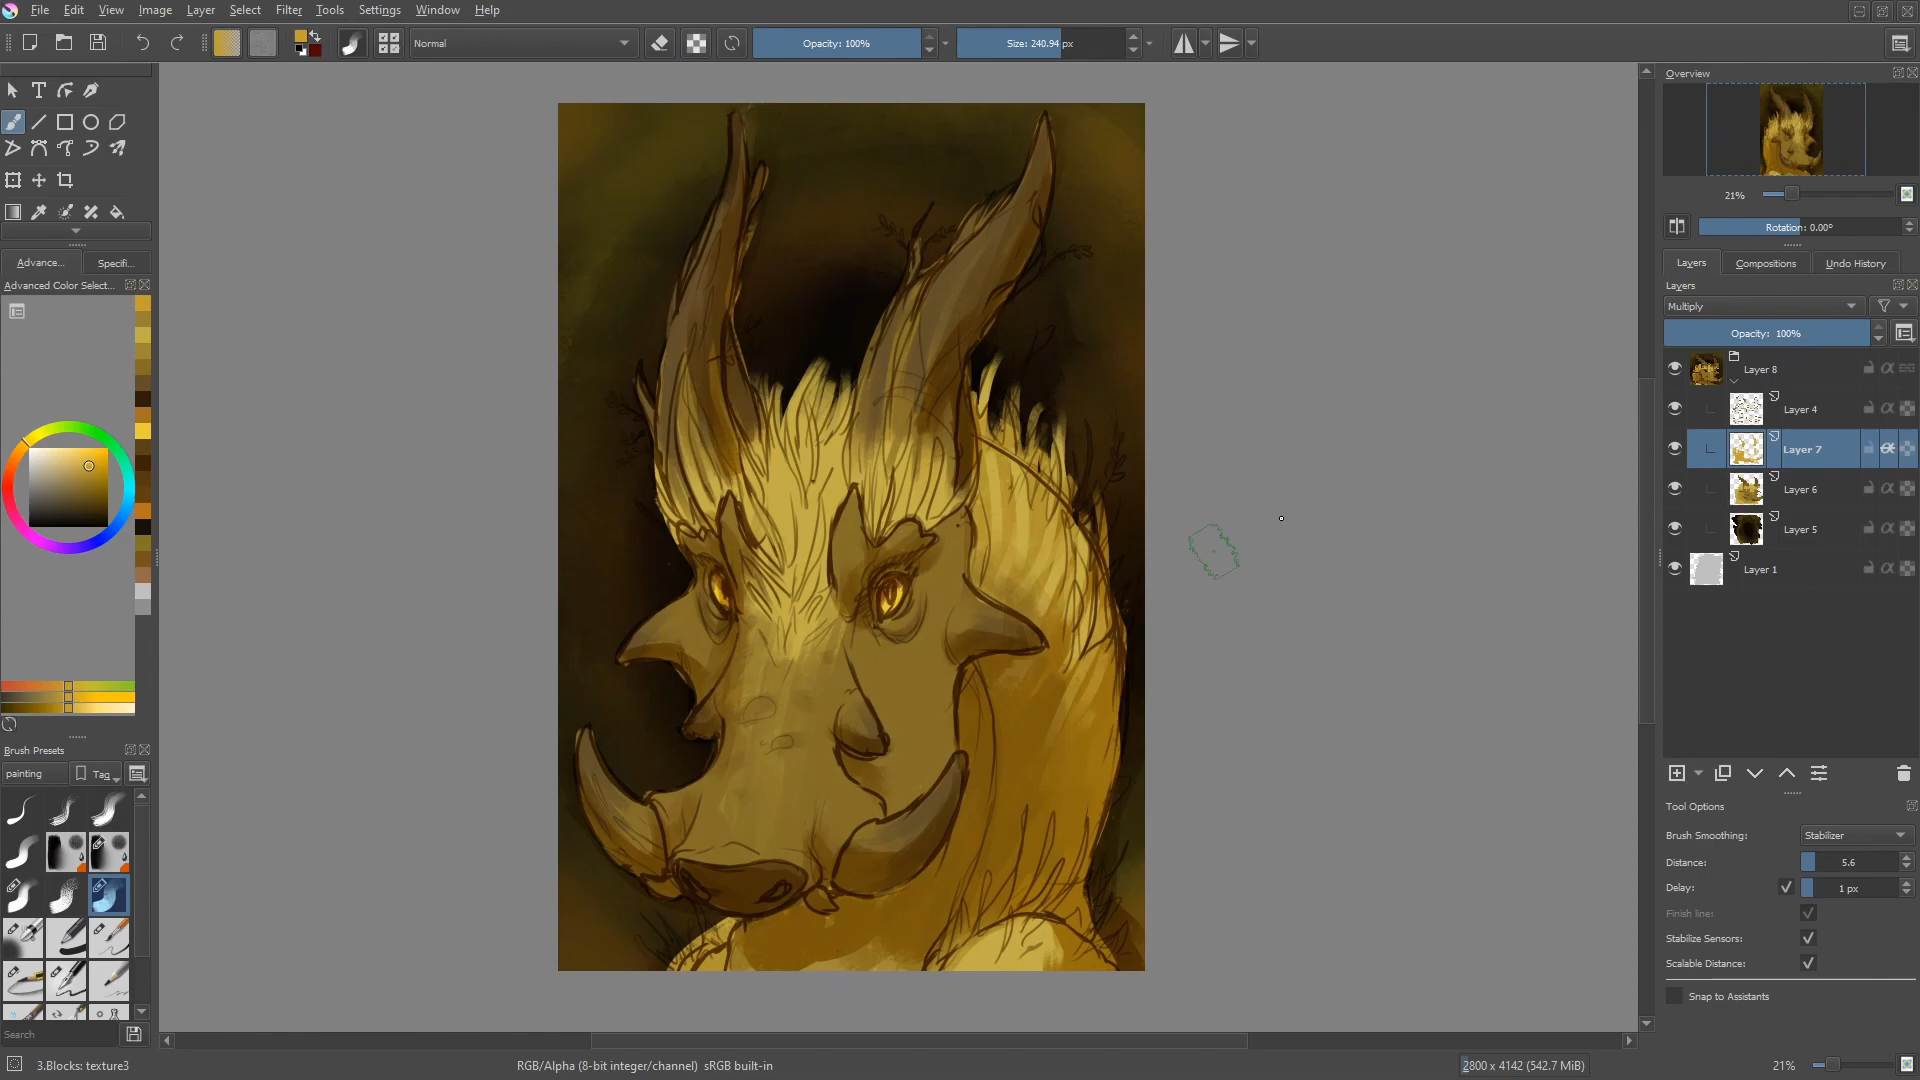 File Edit View Image Layer Select Filter Tools Settings Window Help
Normal
Opacity: 100%
Size: 240.94 px
Overview
21%
Rotation: 0.00°
Advance... Specifi...
Advanced Color Select...
Layers Compositions Undo History
Layers
Multiply
Opacity: 100%
Layer 8
Layer 4
Layer 7
Layer 6
Layer 5
Layer 1
Brush Presets
painting Tag
Search
Tool Options
Brush Smoothing: Stabilizer
Distance: 5.6
Delay: 1 px
Finish line:
Stabilize Sensors:
Scalable Distance:
Snap to Assistants
3.Blocks: texture3
RGB/Alpha (8-bit integer/channel) sRGB built-in
2800 x 4142 (542.7 MiB)
21%